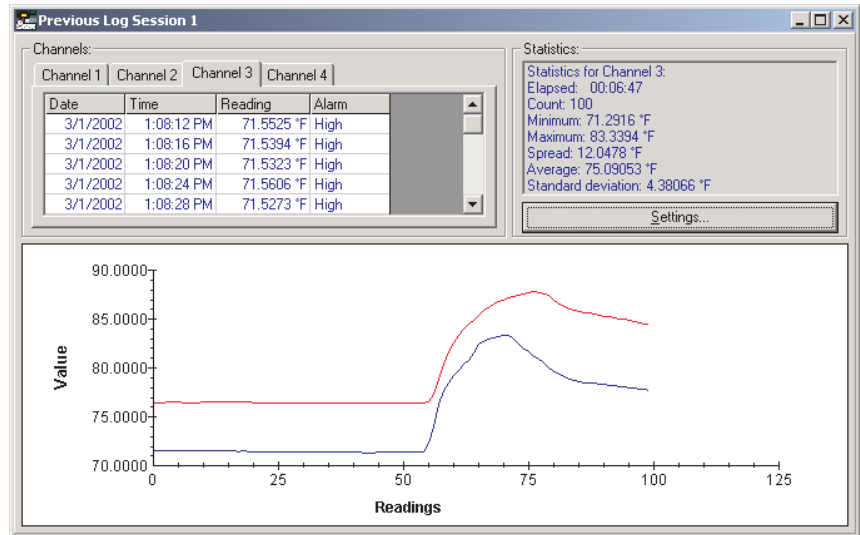 Previous Log Session 1
Channels:
Channel 1 Channel 2 Channel 3 Channel 4
Date Time Reading Alarm
3/1/2002 1:08:12 PM 71.5525 °F High
3/1/2002 1:08:16 PM 71.5394 °F High
3/1/2002 1:08:20 PM 71.5323 °F High
3/1/2002 1:08:24 PM 71.5606 °F High
3/1/2002 1:08:28 PM 71.5273 °F High
Statistics:
Statistics for Channel 3:
Elapsed: 00:06:47
Count: 100
Minimum: 71.2916 °F
Maximum: 83.3394 °F
Spread: 12.0478 °F
Average: 75.09053 °F
Standard deviation: 4.38066 °F
Settings...
Value
90.0000
85.0000
80.0000
75.0000
70.0000
0 25 50 75 100 125
Readings